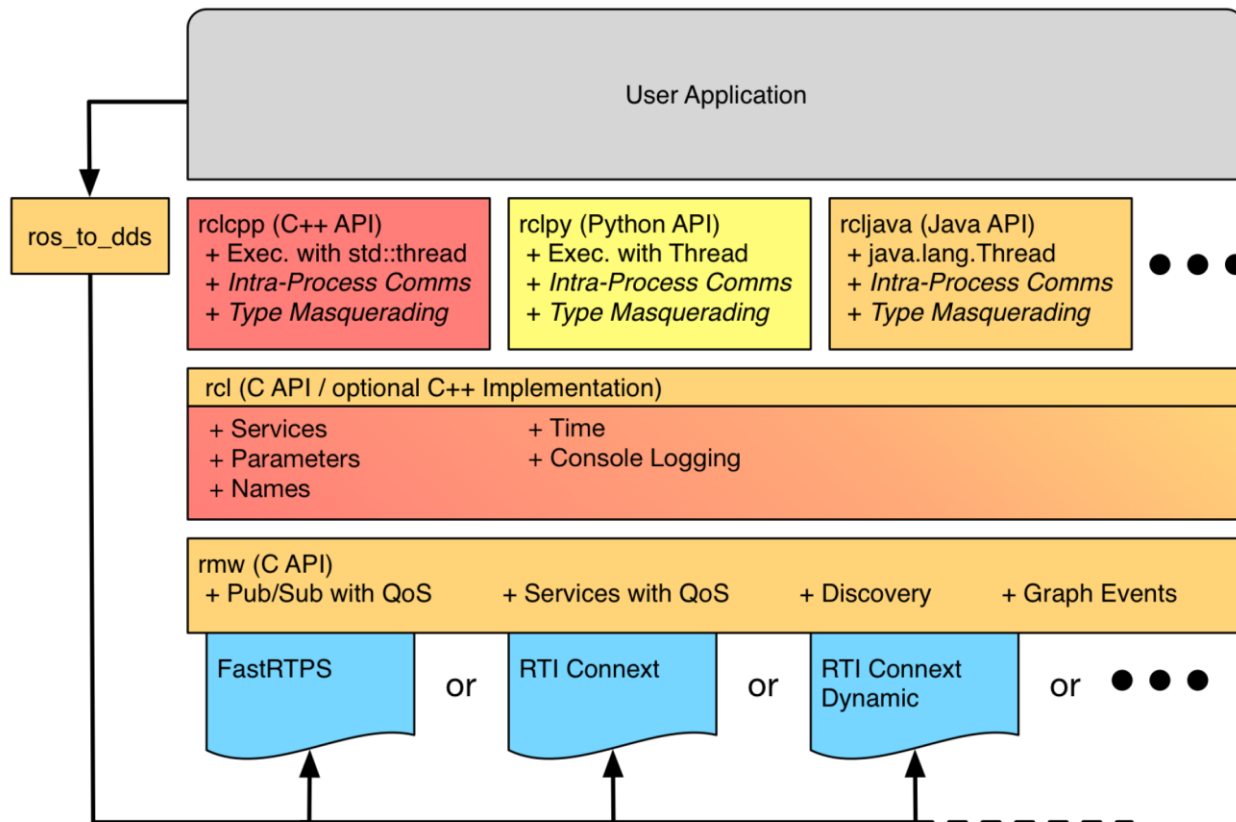 User Application
ros_to_dds
rclcpp (C++ API)
+ Exec. with std::thread
+ Intra-Process Comms
+ Type Masquerading
rclpy (Python API)
+ Exec. with Thread
+ Intra-Process Comms
+ Type Masquerading
rcljava (Java API)
+ java.lang.Thread
+ Intra-Process Comms
+ Type Masquerading
rcl (C API / optional C++ Implementation)
+ Services
+ Parameters
+ Names
+ Time
+ Console Logging
rmw (C API)
+ Pub/Sub with QoS + Services with QoS + Discovery + Graph Events
FastRTPS
or
RTI Connext
or
RTI Connext
Dynamic
or